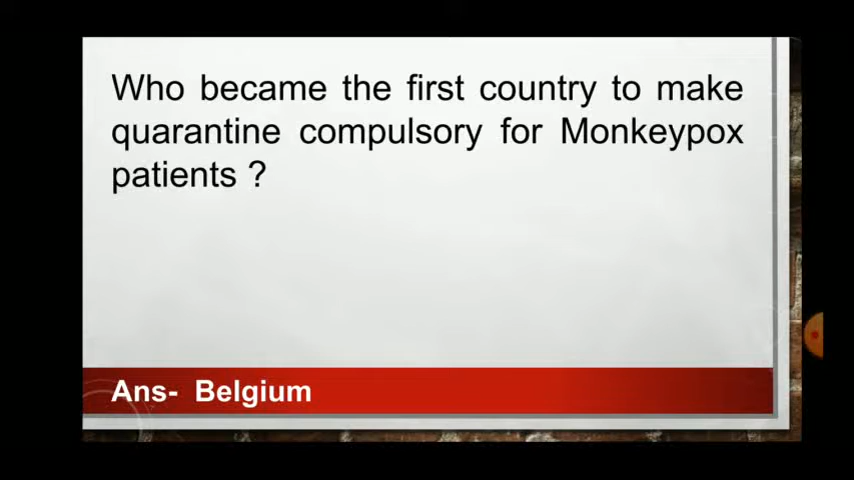 Who became the first country to make
quarantine compulsory for Monkeypox
patients ?
Ans- Belgium